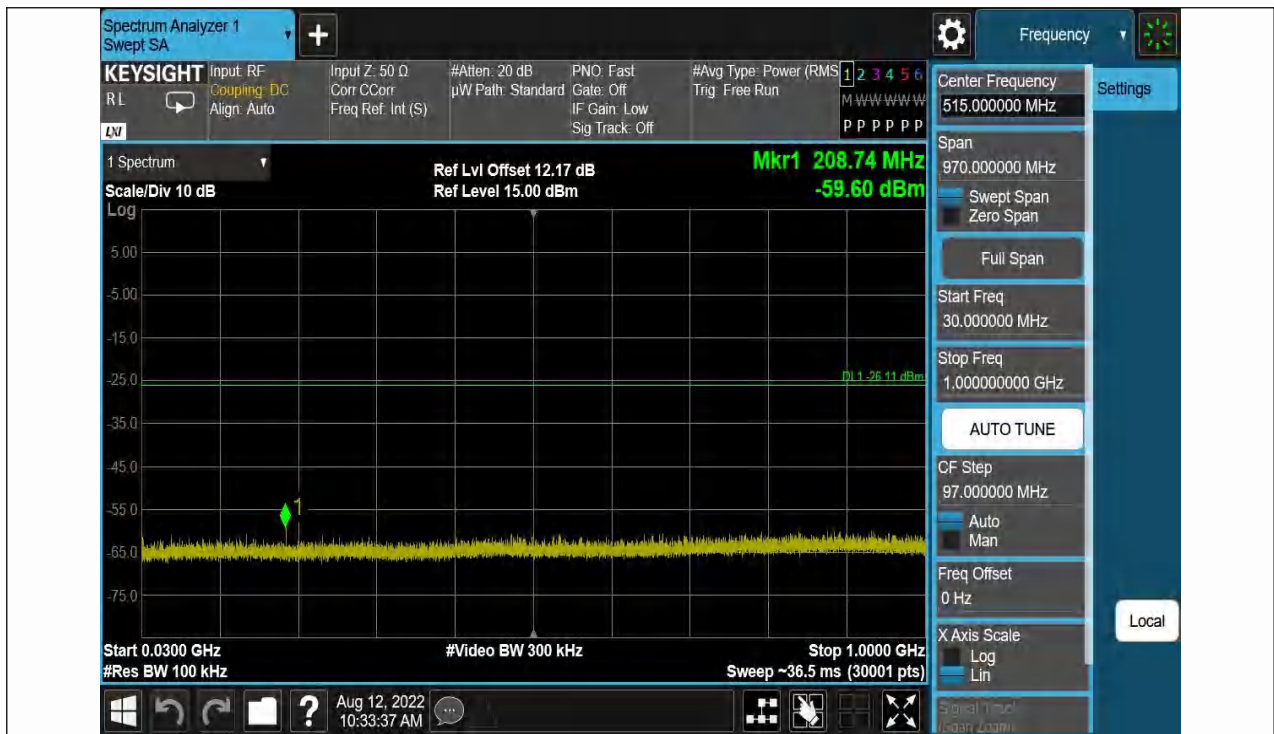 Spectrum Analyzer 1
Swept SA
Frequency
KEYSIGHT
R L
LXI
Input: RF
Coupling: DC
Align: Auto
Input Z: 50 Ω
Corr CCorr
Freq Ref: Int (S)
#Atten: 20 dB
µW Path: Standard
PNO: Fast
Gate: Off
IF Gain: Low
Sig Track: Off
#Avg Type: Power (RMS
Trig: Free Run
1 2 3 4 5 6
M W W W W W
P P P P P P
1 Spectrum
Scale/Div 10 dB
Ref Lvl Offset 12.17 dB
Ref Level 15.00 dBm
Mkr1 208.74 MHz
-59.60 dBm
Log
5.00
-5.00
-15.0
-25.0
-35.0
-45.0
-55.0
-65.0
-75.0
DL1 -26.11 dBm
1
Start 0.0300 GHz
#Res BW 100 kHz
#Video BW 300 kHz
Stop 1.0000 GHz
Sweep ~36.5 ms (30001 pts)
Center Frequency
515.000000 MHz
Settings
Span
970.000000 MHz
Swept Span
Zero Span
Full Span
Start Freq
30.000000 MHz
Stop Freq
1.000000000 GHz
AUTO TUNE
CF Step
97.000000 MHz
Auto
Man
Freq Offset
0 Hz
X Axis Scale
Log
Lin
Signal Track
(Span Zoom)
Local
?
Aug 12, 2022
10:33:37 AM